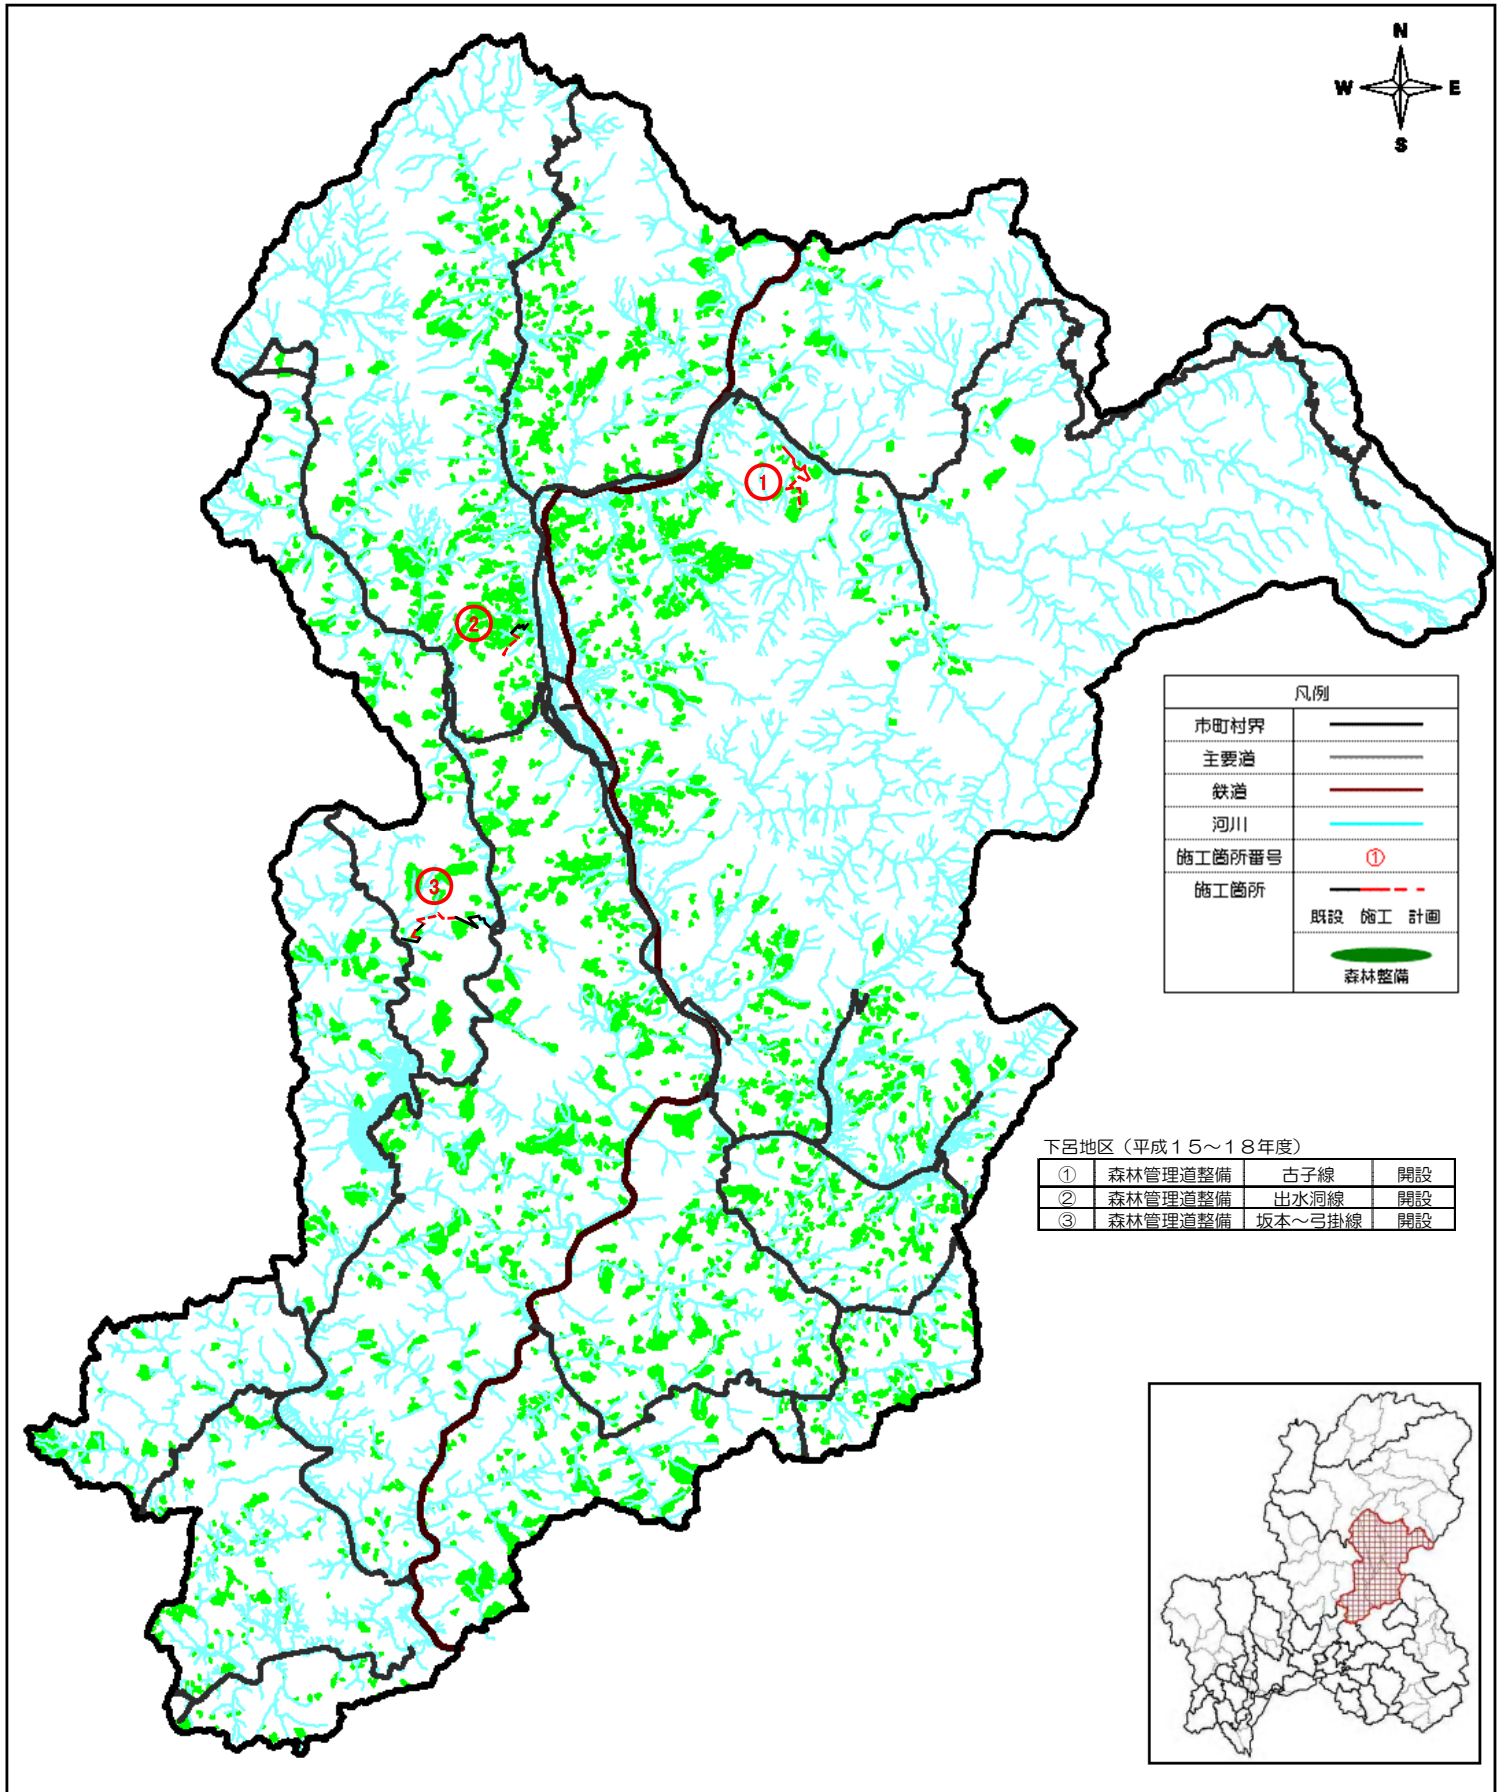 N
W E
S
①
②
③
凡例
市町村界
主要道
鉄道
河川
施工箇所番号 ①
施工箇所
既設 施工 計画
森林整備
下呂地区（平成１５～１８年度）
① 森林管理道整備 古子線 開設
② 森林管理道整備 出水洞線 開設
③ 森林管理道整備 坂本～弓掛線 開設